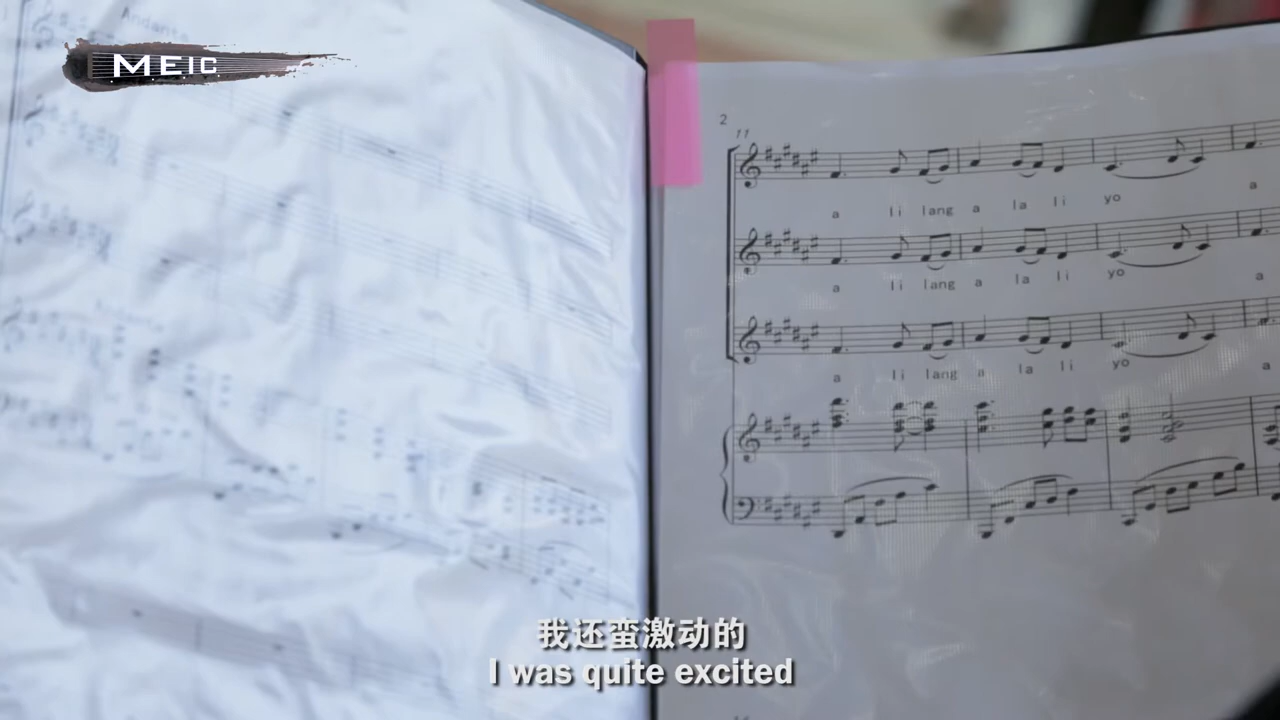 Andante
MEIC
2
11
a li lang a la li yo a
a li lang a la li yo a
a li lang a la li yo a
我还蛮激动的
I was quite excited